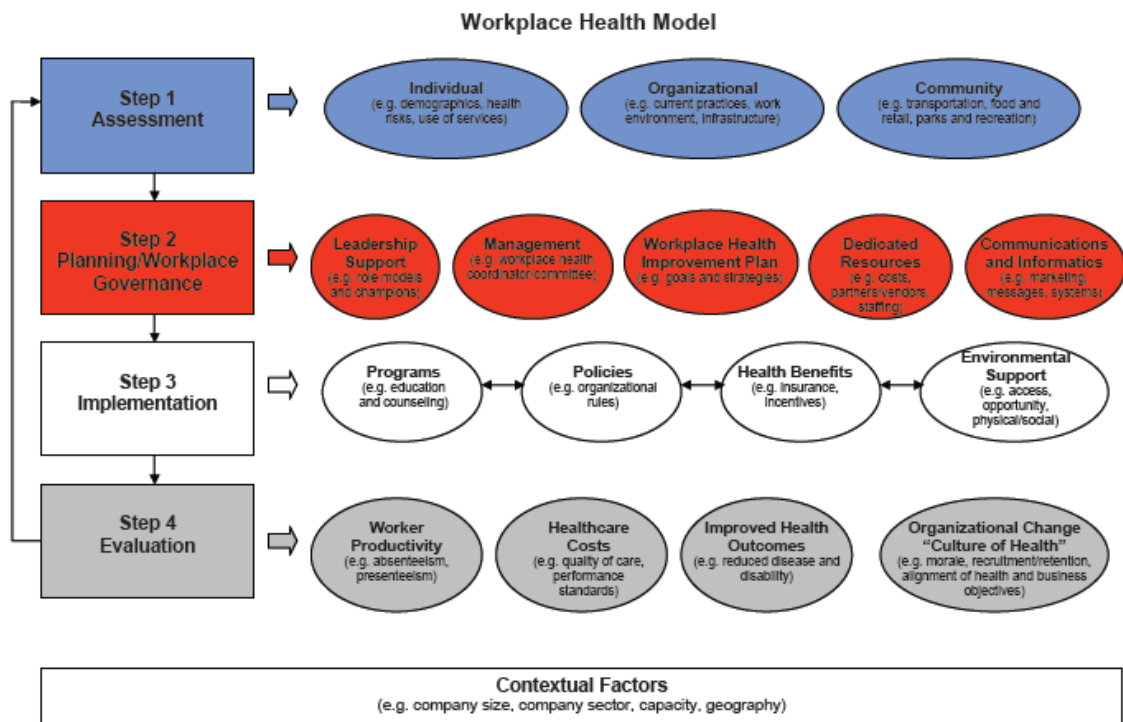 Workplace Health Model
Step 1
Assessment
Individual
(e.g. demographics, health
risks, use of services)
Organizational
(e.g. current practices, work
environment, infrastructure)
Community
(e.g. transportation, food and
retail, parks and recreation)
Step 2
Planning/Workplace
Governance
Leadership
Support
(e.g. role models
and champions)
Management
(e.g. workplace health
coordinator/committee)
Workplace Health
Improvement Plan
(e.g. goals and strategies)
Dedicated
Resources
(e.g. costs,
partners/vendors,
staffing)
Communications
and Informatics
(e.g. marketing,
messages, systems)
Step 3
Implementation
Programs
(e.g. education
and counseling)
Policies
(e.g. organizational
rules)
Health Benefits
(e.g. insurance,
incentives)
Environmental
Support
(e.g. access,
opportunity,
physical/social)
Step 4
Evaluation
Worker
Productivity
(e.g. absenteeism,
presenteeism)
Healthcare
Costs
(e.g. quality of care,
performance
standards)
Improved Health
Outcomes
(e.g. reduced disease and
disability)
Organizational Change
“Culture of Health”
(e.g. morale, recruitment/retention,
alignment of health and business
objectives)
Contextual Factors
(e.g. company size, company sector, capacity, geography)